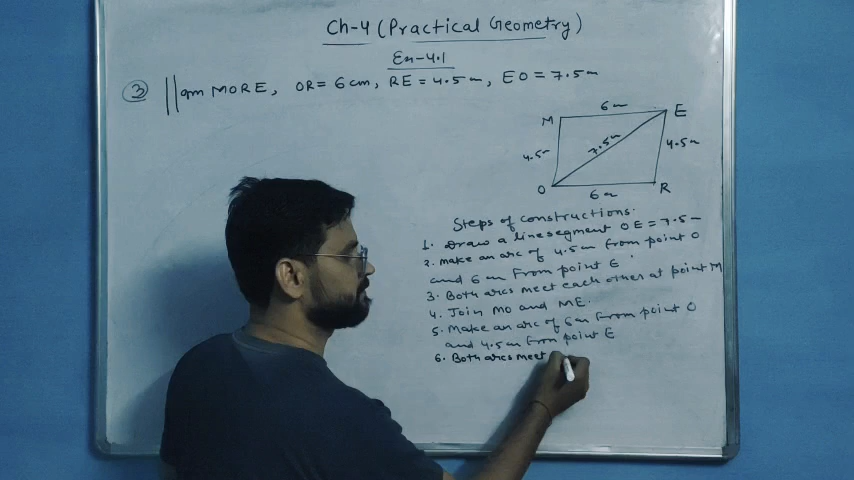 Ch-4 (Practical Geometry)
Ex-4.1
③ ||gm MORE, OR = 6 cm, RE = 4.5 cm, EO = 7.5 cm
6 cm
M E
4.5 cm 7.5 cm 4.5 cm
O R
6 cm
Steps of constructions:
1. Draw a line segment OE = 7.5 cm
2. Make an arc of 4.5 cm from point O
and 6 cm from point E.
3. Both arcs meet each other at point M
4. Join MO and ME.
5. Make an arc of 6 cm from point O
and 4.5 cm from point E
6. Both arcs meet